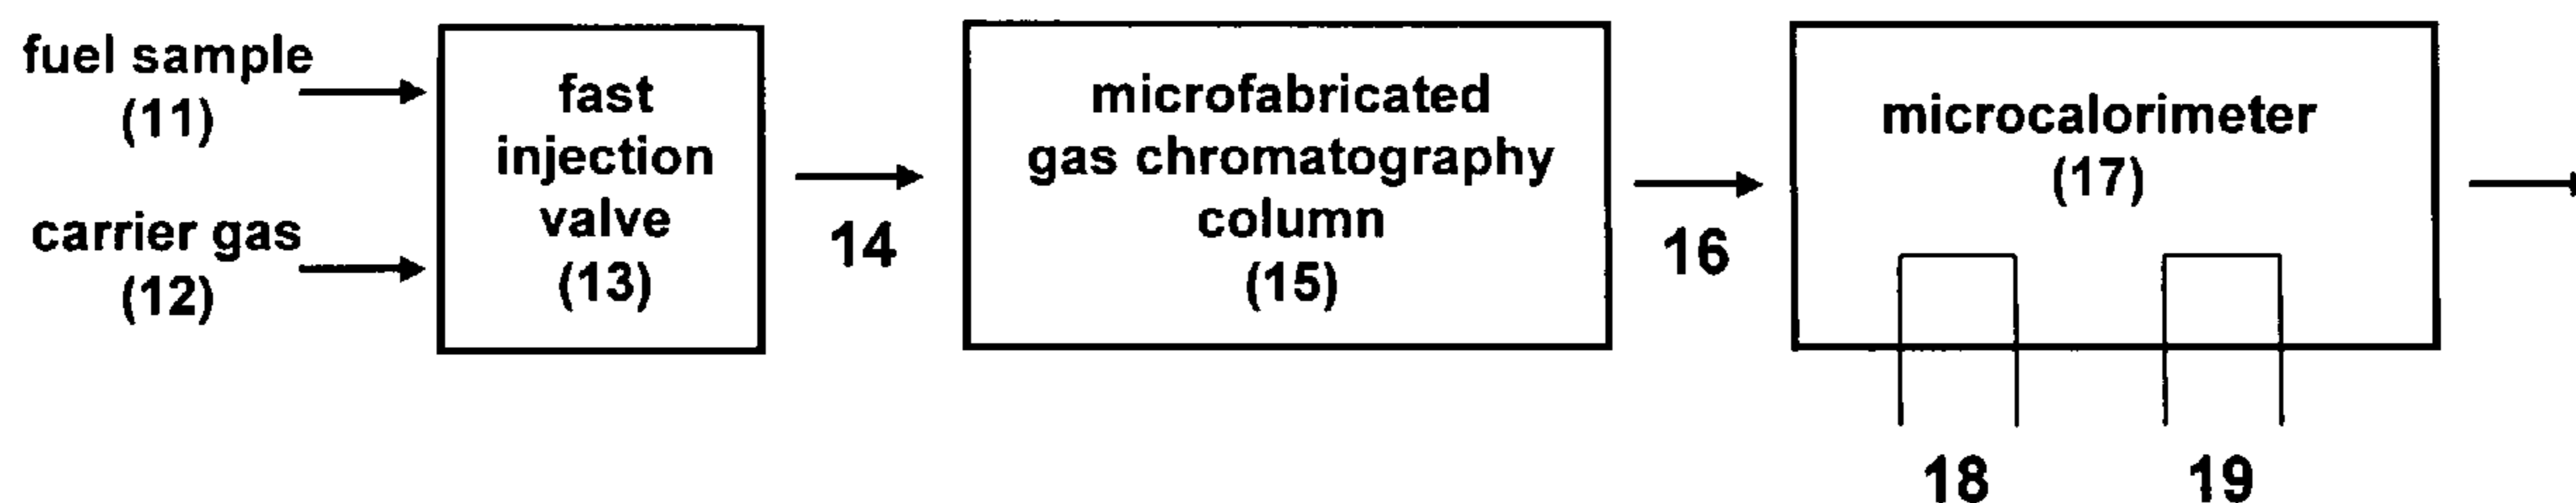 fuel sample
(11)
carrier gas
(12)
fast
injection
valve
(13)
14
microfabricated
gas chromatography
column
(15)
16
microcalorimeter
(17)
18
19